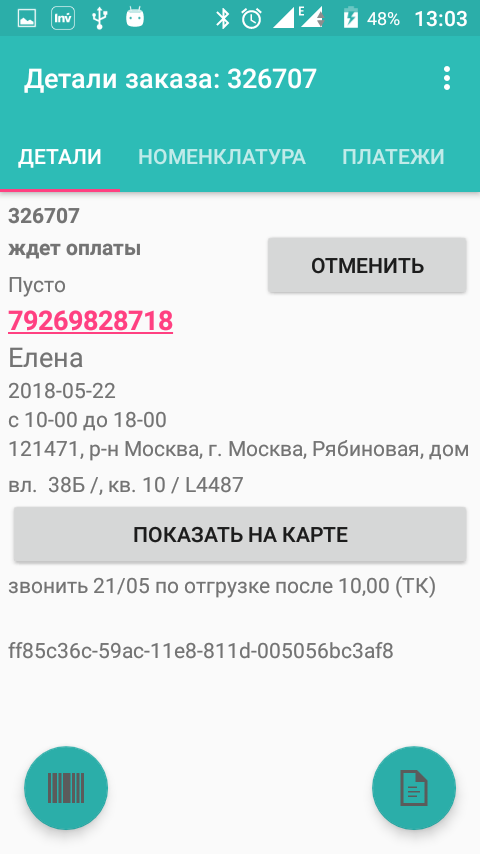 Inv E 48% 13:03
Детали заказа: 326707
ДЕТАЛИ НОМЕНКЛАТУРА ПЛАТЕЖИ
326707
ждет оплаты
ОТМЕНИТЬ
Пусто
79269828718
Елена
2018-05-22
с 10-00 до 18-00
121471, р-н Москва, г. Москва, Рябиновая, дом
вл. 38Б /, кв. 10 / L4487
ПОКАЗАТЬ НА КАРТЕ
звонить 21/05 по отгрузке после 10,00 (ТК)
ff85c36c-59ac-11e8-811d-005056bc3af8